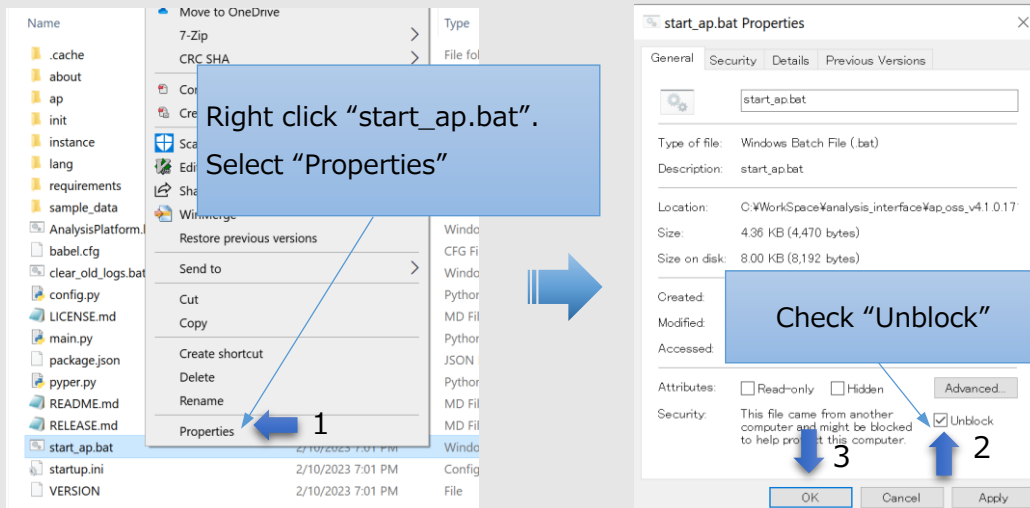 Name
Type
.cache
about
ap
init
instance
lang
requirements
sample_data
AnalysisPlatform.
babel.cfg
clear_old_logs.bat
config.py
LICENSE.md
main.py
package.json
pyper.py
README.md
RELEASE.md
start_ap.bat
startup.ini
VERSION
Move to OneDrive
7-Zip
CRC SHA
Restore previous versions
Send to
Cut
Copy
Create shortcut
Delete
Rename
Properties
1
File fol
Windo
CFG Fi
Windo
Python
MD Fil
Python
JSON
Python
MD Fil
MD Fil
2/10/2023 7:01 PM
Windo
2/10/2023 7:01 PM
Config
2/10/2023 7:01 PM
File
Right click “start_ap.bat”.
Select “Properties”
start_ap.bat Properties
General Security Details Previous Versions
start_ap.bat
Type of file: Windows Batch File (.bat)
Description: start_ap.bat
Location: C:¥WorkSpace¥analysis_interface¥ap_oss_v4.1.0.17
Size: 4.36 KB (4,470 bytes)
Size on disk: 8.00 KB (8,192 bytes)
Created:
Modified:
Accessed:
Check “Unblock”
Attributes: Read-only Hidden Advanced...
Security: This file came from another
computer and might be blocked
to help protect this computer.
Unblock
2
3
OK Cancel Apply